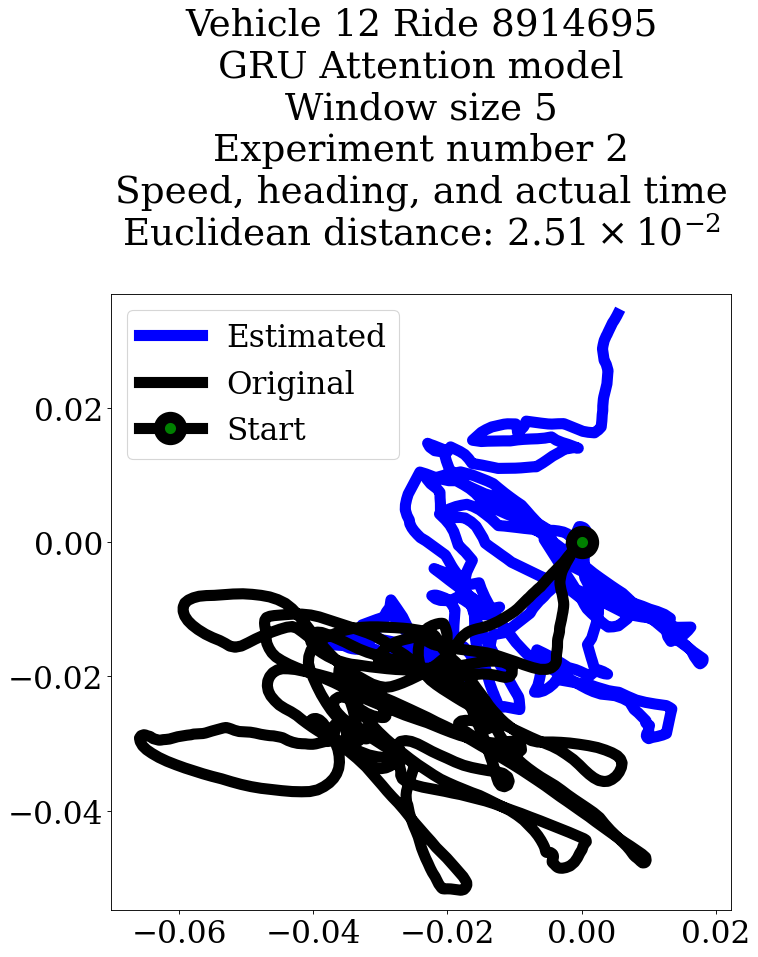 Vehicle 12 Ride 8914695
GRU Attention model
Window size 5
Experiment number 2
Speed, heading, and actual time
Euclidean distance: 2.51 × 10⁻²
Estimated
Original
Start
0.02
0.00
−0.02
−0.04
−0.06 −0.04 −0.02 0.00 0.02